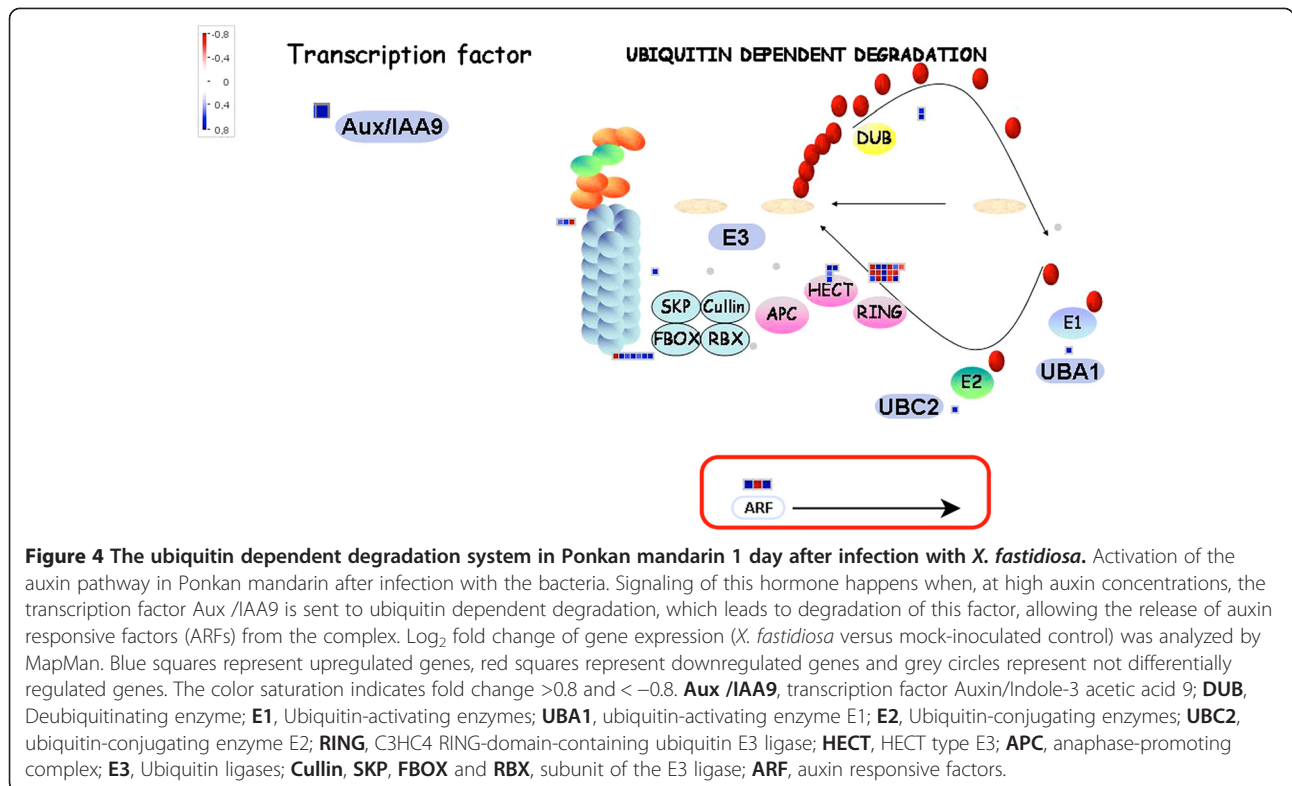 -0.8
-0.4
0
0,4
0,8
Transcription factor
Aux/IAA9
UBIQUITIN DEPENDENT DEGRADATION
DUB
E3
SKP
Cullin
FBOX
RBX
APC
HECT
RING
E1
UBA1
E2
UBC2
ARF
Figure 4 The ubiquitin dependent degradation system in Ponkan mandarin 1 day after infection with X. fastidiosa. Activation of the
auxin pathway in Ponkan mandarin after infection with the bacteria. Signaling of this hormone happens when, at high auxin concentrations, the
transcription factor Aux /IAA9 is sent to ubiquitin dependent degradation, which leads to degradation of this factor, allowing the release of auxin
responsive factors (ARFs) from the complex. Log₂ fold change of gene expression (X. fastidiosa versus mock-inoculated control) was analyzed by
MapMan. Blue squares represent upregulated genes, red squares represent downregulated genes and grey circles represent not differentially
regulated genes. The color saturation indicates fold change >0.8 and < −0.8. Aux /IAA9, transcription factor Auxin/Indole-3 acetic acid 9; DUB,
Deubiquitinating enzyme; E1, Ubiquitin-activating enzymes; UBA1, ubiquitin-activating enzyme E1; E2, Ubiquitin-conjugating enzymes; UBC2,
ubiquitin-conjugating enzyme E2; RING, C3HC4 RING-domain-containing ubiquitin E3 ligase; HECT, HECT type E3; APC, anaphase-promoting
complex; E3, Ubiquitin ligases; Cullin, SKP, FBOX and RBX, subunit of the E3 ligase; ARF, auxin responsive factors.